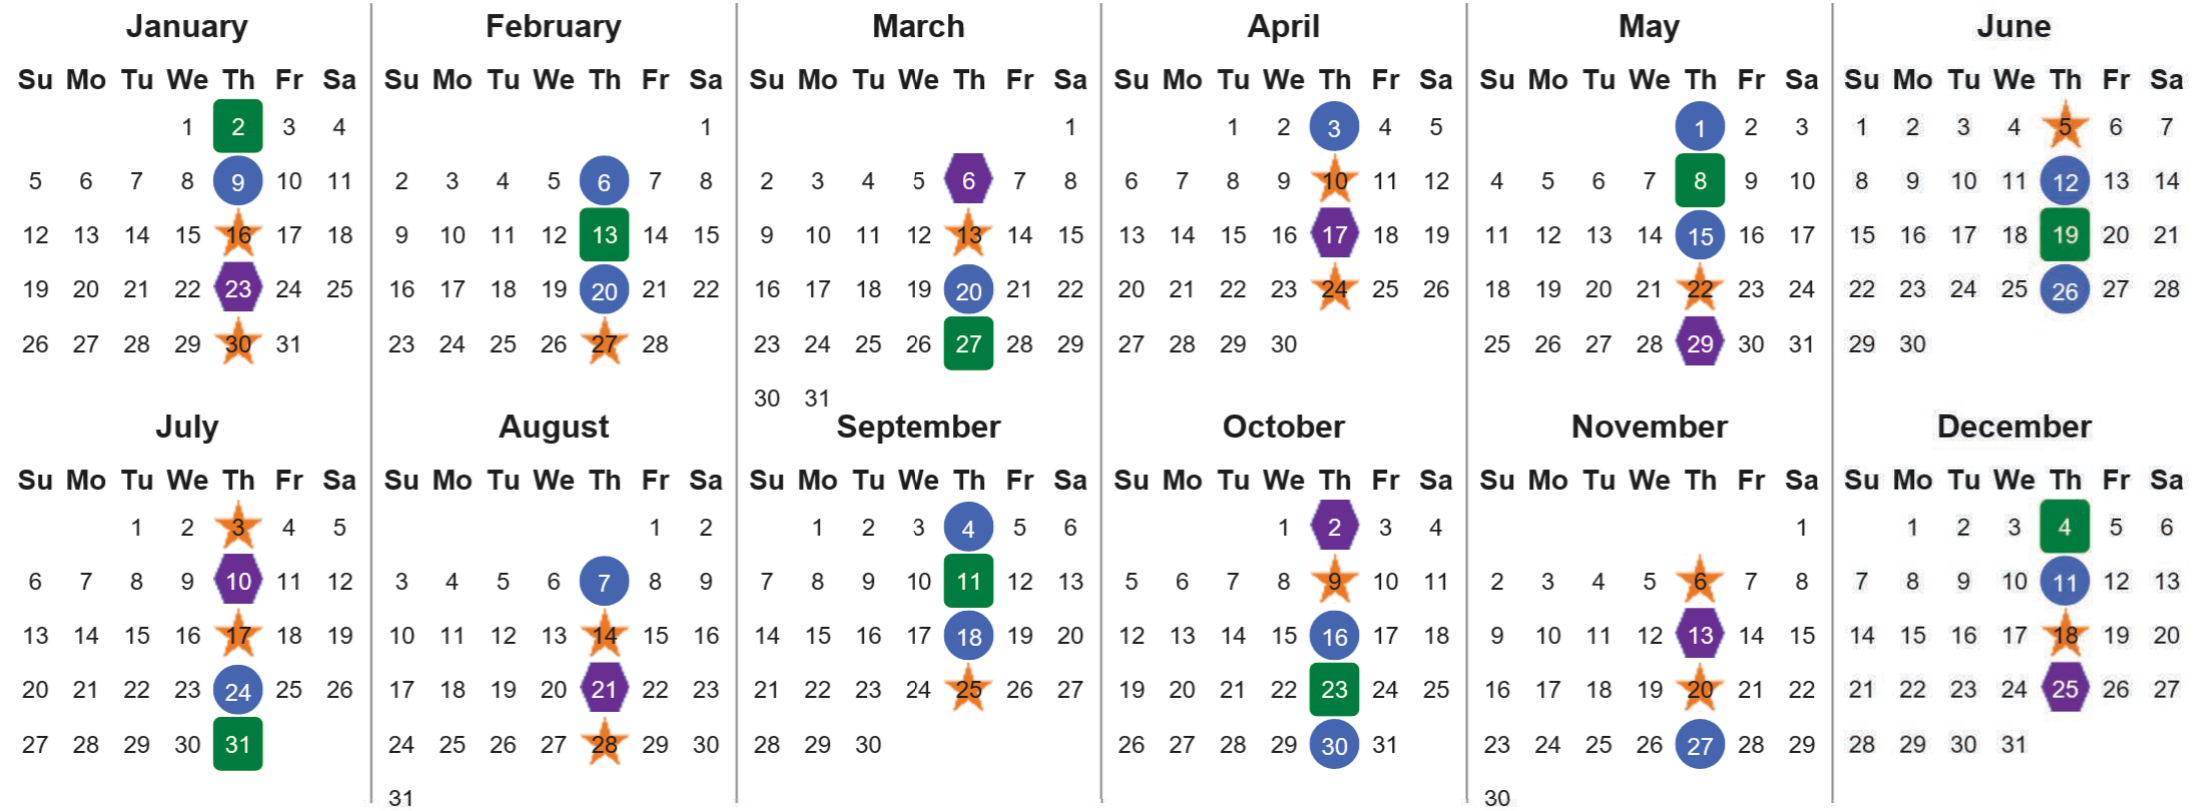 January February March April May June
Su Mo Tu We Th Fr Sa Su Mo Tu We Th Fr Sa Su Mo Tu We Th Fr Sa Su Mo Tu We Th Fr Sa Su Mo Tu We Th Fr Sa Su Mo Tu We Th Fr Sa
1 2 3 4 1 1 1 2 3 4 5 1 2 3 1 2 3 4 5 6 7
5 6 7 8 9 10 11 2 3 4 5 6 7 8 2 3 4 5 6 7 8 6 7 8 9 10 11 12 4 5 6 7 8 9 10 8 9 10 11 12 13 14
12 13 14 15 16 17 18 9 10 11 12 13 14 15 9 10 11 12 13 14 15 13 14 15 16 17 18 19 11 12 13 14 15 16 17 15 16 17 18 19 20 21
19 20 21 22 23 24 25 16 17 18 19 20 21 22 16 17 18 19 20 21 22 20 21 22 23 24 25 26 18 19 20 21 22 23 24 22 23 24 25 26 27 28
26 27 28 29 30 31 23 24 25 26 27 28 23 24 25 26 27 28 29 27 28 29 30 25 26 27 28 29 30 31 29 30
30 31
July August September October November December
Su Mo Tu We Th Fr Sa Su Mo Tu We Th Fr Sa Su Mo Tu We Th Fr Sa Su Mo Tu We Th Fr Sa Su Mo Tu We Th Fr Sa Su Mo Tu We Th Fr Sa
1 2 3 4 5 1 2 1 2 3 4 5 6 1 2 3 4 1 1 2 3 4 5 6
6 7 8 9 10 11 12 3 4 5 6 7 8 9 7 8 9 10 11 12 13 5 6 7 8 9 10 11 2 3 4 5 6 7 8 7 8 9 10 11 12 13
13 14 15 16 17 18 19 10 11 12 13 14 15 16 14 15 16 17 18 19 20 12 13 14 15 16 17 18 9 10 11 12 13 14 15 14 15 16 17 18 19 20
20 21 22 23 24 25 26 17 18 19 20 21 22 23 21 22 23 24 25 26 27 19 20 21 22 23 24 25 16 17 18 19 20 21 22 21 22 23 24 25 26 27
27 28 29 30 31 24 25 26 27 28 29 30 28 29 30 26 27 28 29 30 31 23 24 25 26 27 28 29 28 29 30 31
31 30